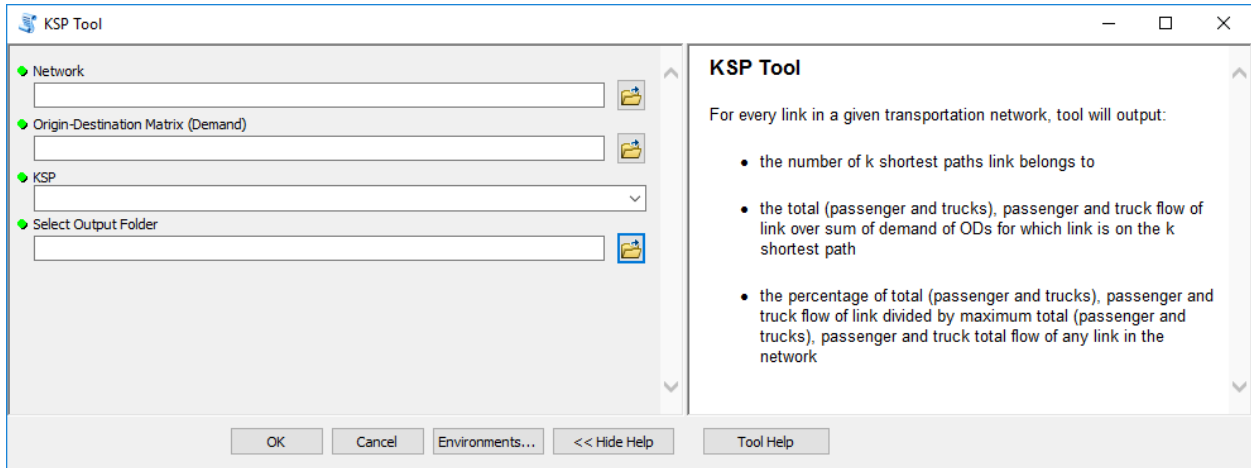 KSP Tool
Network
Origin-Destination Matrix (Demand)
KSP
Select Output Folder
KSP Tool
For every link in a given transportation network, tool will output:
• the number of k shortest paths link belongs to
• the total (passenger and trucks), passenger and truck flow of
link over sum of demand of ODs for which link is on the k
shortest path
• the percentage of total (passenger and trucks), passenger and
truck flow of link divided by maximum total (passenger and
trucks), passenger and truck total flow of any link in the
network
OK
Cancel
Environments...
<< Hide Help
Tool Help